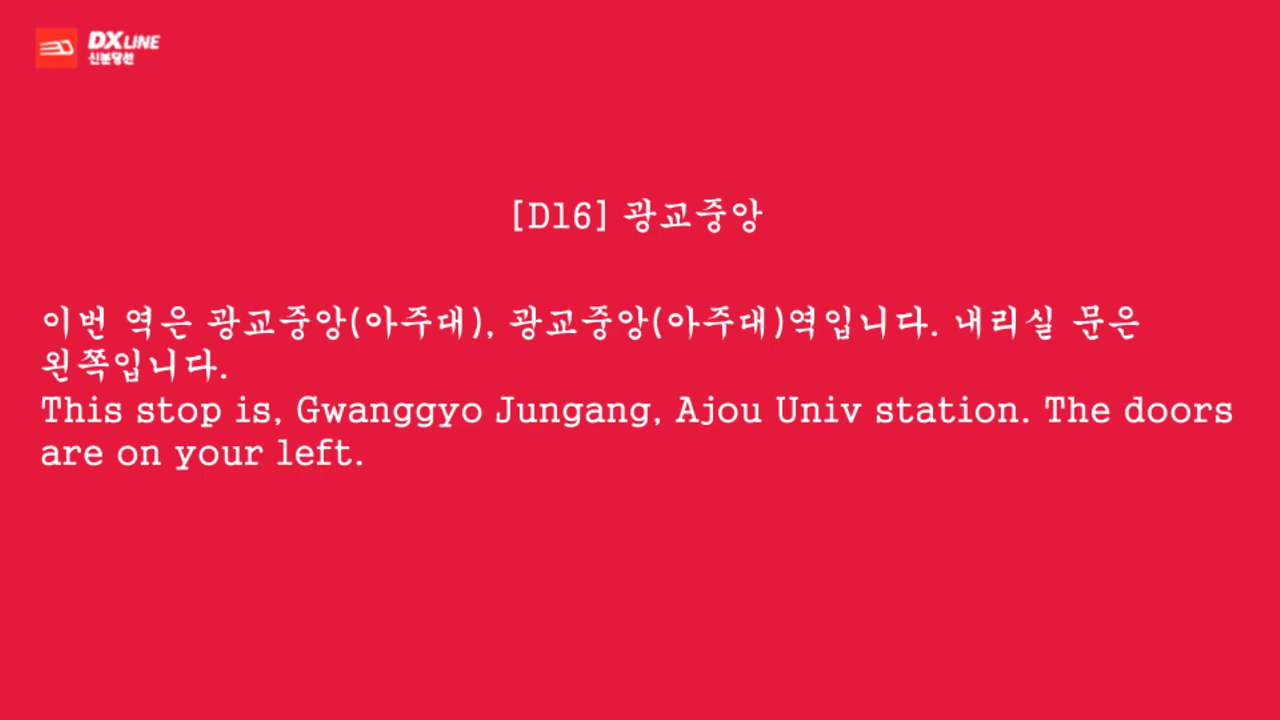 DX LINE
신분당선
[D16] 광교중앙
이번 역은 광교중앙(아주대), 광교중앙(아주대)역입니다. 내리실 문은
왼쪽입니다.
This stop is, Gwanggyo Jungang, Ajou Univ station. The doors
are on your left.